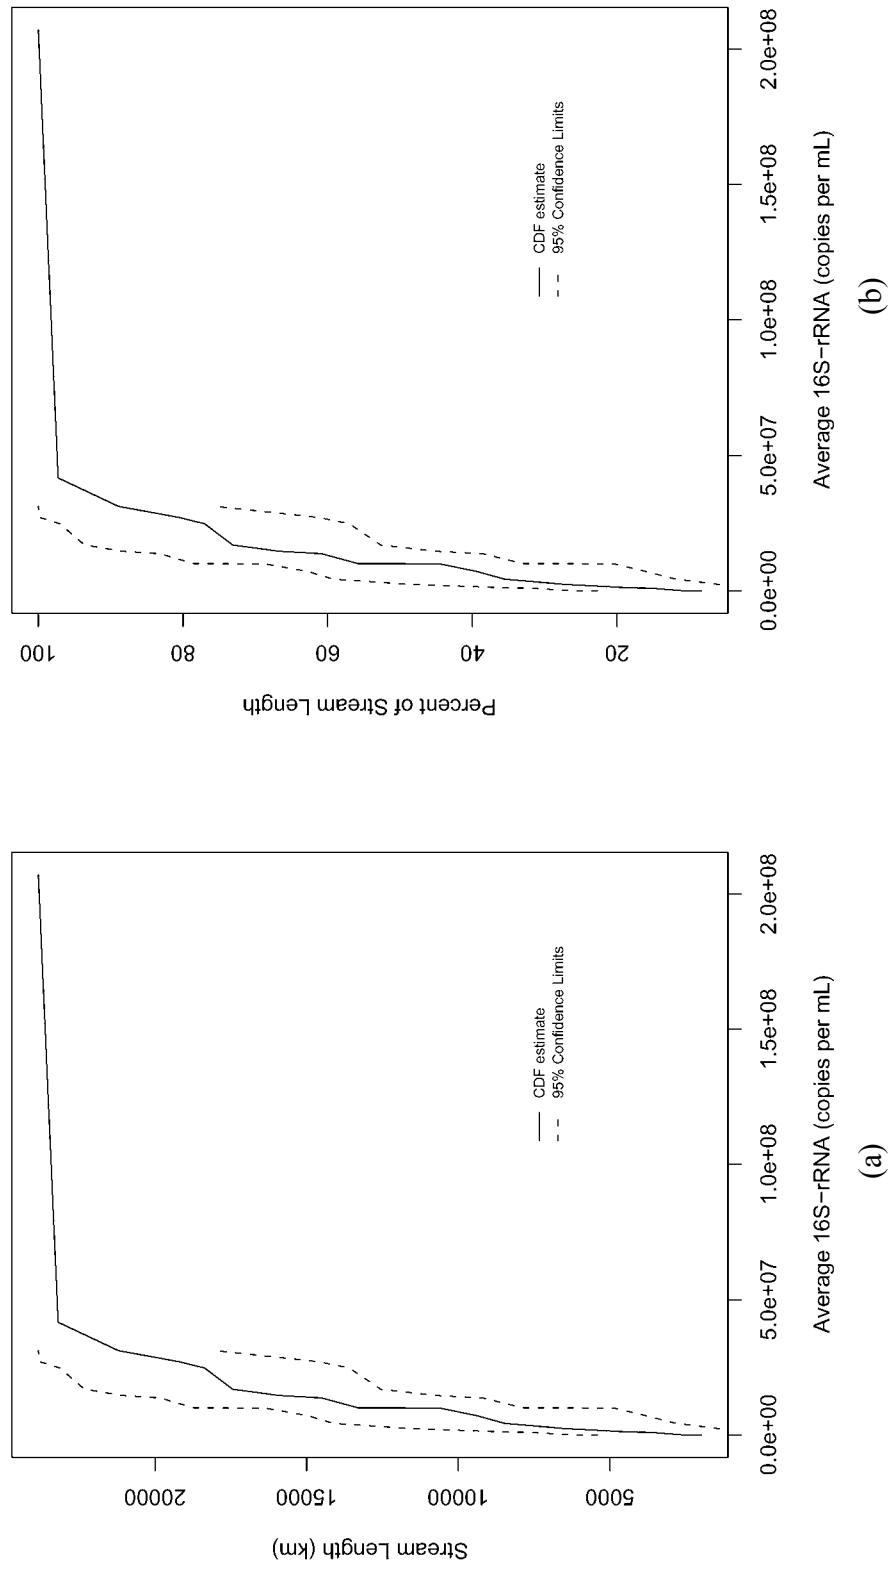 Stream Length (km)
20000
15000
10000
5000
CDF estimate
95% Confidence Limits
0.0e+00
5.0e+07
1.0e+08
1.5e+08
2.0e+08
Average 16S−rRNA (copies per mL)
(a)
Percent of Stream Length
100
80
60
40
20
CDF estimate
95% Confidence Limits
0.0e+00
5.0e+07
1.0e+08
1.5e+08
2.0e+08
Average 16S−rRNA (copies per mL)
(b)